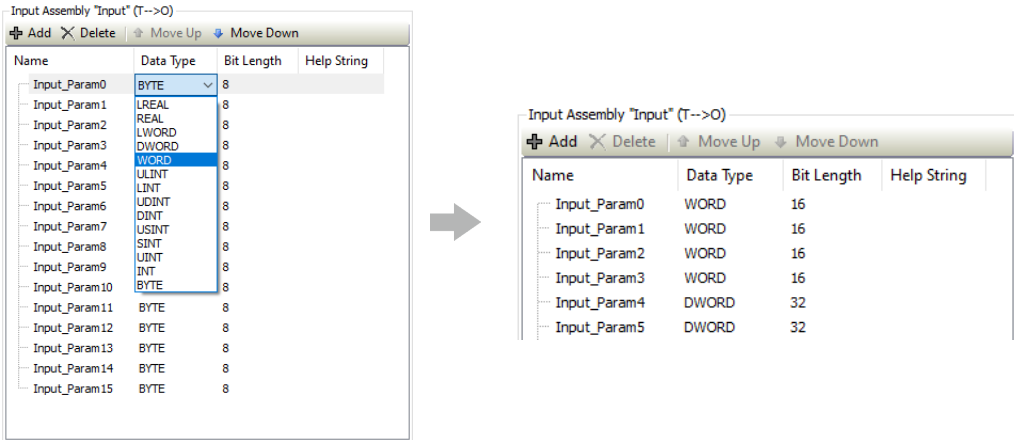 Input Assembly "Input" (T-->O)
Add Delete Move Up Move Down
Name Data Type Bit Length Help String
Input_Param0 BYTE 8
Input_Param1 LREAL 8
REAL
Input_Param2 LWORD 8
Input_Param3 DWORD 8
Input_Param4 WORD 8
ULINT
Input_Param5 LINT 8
Input_Param6 UDINT 8
DINT
Input_Param7 USINT 8
Input_Param8 SINT 8
UINT
Input_Param9 INT 8
Input_Param10 BYTE 8
Input_Param11 BYTE 8
Input_Param12 BYTE 8
Input_Param13 BYTE 8
Input_Param14 BYTE 8
Input_Param15 BYTE 8
Input Assembly "Input" (T-->O)
Add Delete Move Up Move Down
Name Data Type Bit Length Help String
Input_Param0 WORD 16
Input_Param1 WORD 16
Input_Param2 WORD 16
Input_Param3 WORD 16
Input_Param4 DWORD 32
Input_Param5 DWORD 32